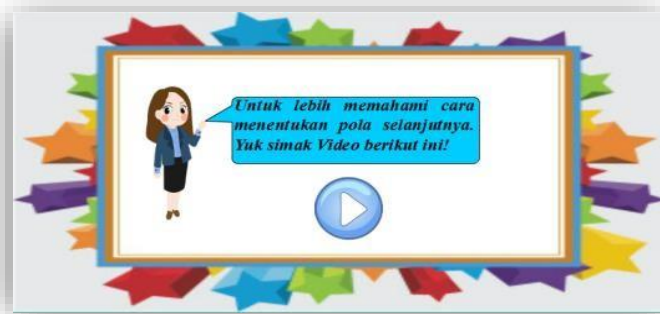 Untuk lebih memahami cara
menentukan pola selanjutnya.
Yuk simak Video berikut ini!